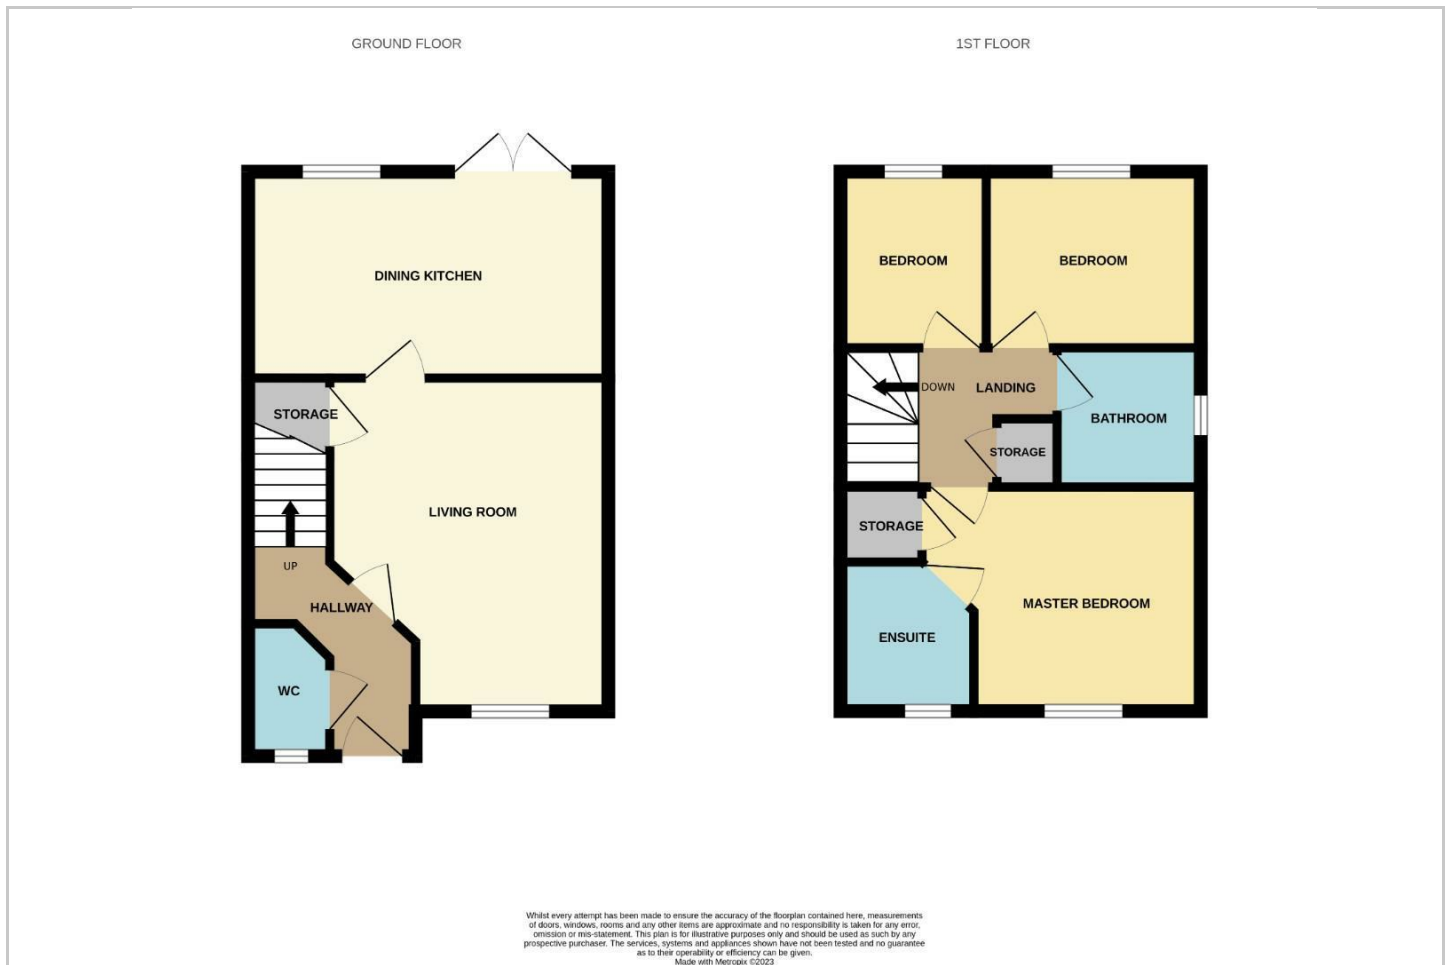 GROUND FLOOR
1ST FLOOR
DINING KITCHEN
STORAGE
LIVING ROOM
UP
HALLWAY
WC
BEDROOM
BEDROOM
DOWN
LANDING
BATHROOM
STORAGE
STORAGE
MASTER BEDROOM
ENSUITE
Whilst every attempt has been made to ensure the accuracy of the floorplan contained here, measurements
of doors, windows, rooms and any other items are approximate and no responsibility is taken for any error,
omission or mis-statement. This plan is for illustrative purposes only and should be used as such by any
prospective purchaser. The services, systems and appliances shown have not been tested and no guarantee
as to their operability or efficiency can be given.
Made with Metropix ©2023